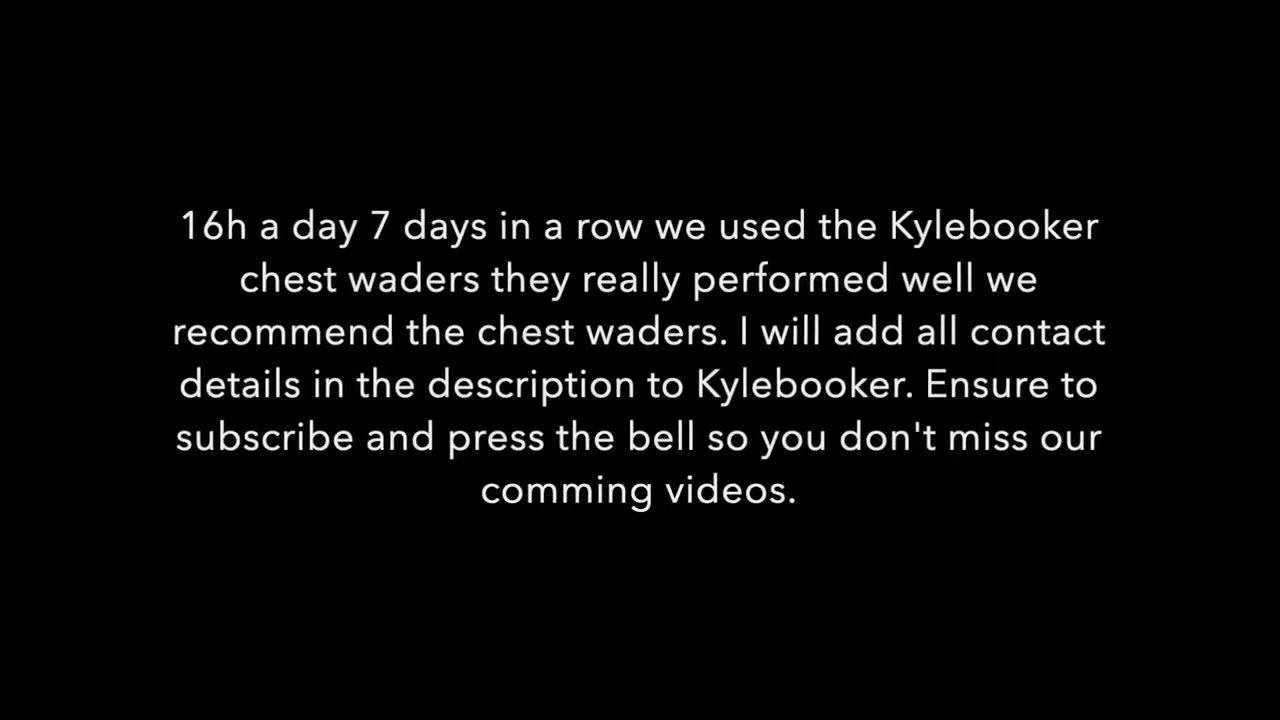 16h a day 7 days in a row we used the Kylebooker
chest waders they really performed well we
recommend the chest waders. I will add all contact
details in the description to Kylebooker. Ensure to
subscribe and press the bell so you don't miss our
comming videos.